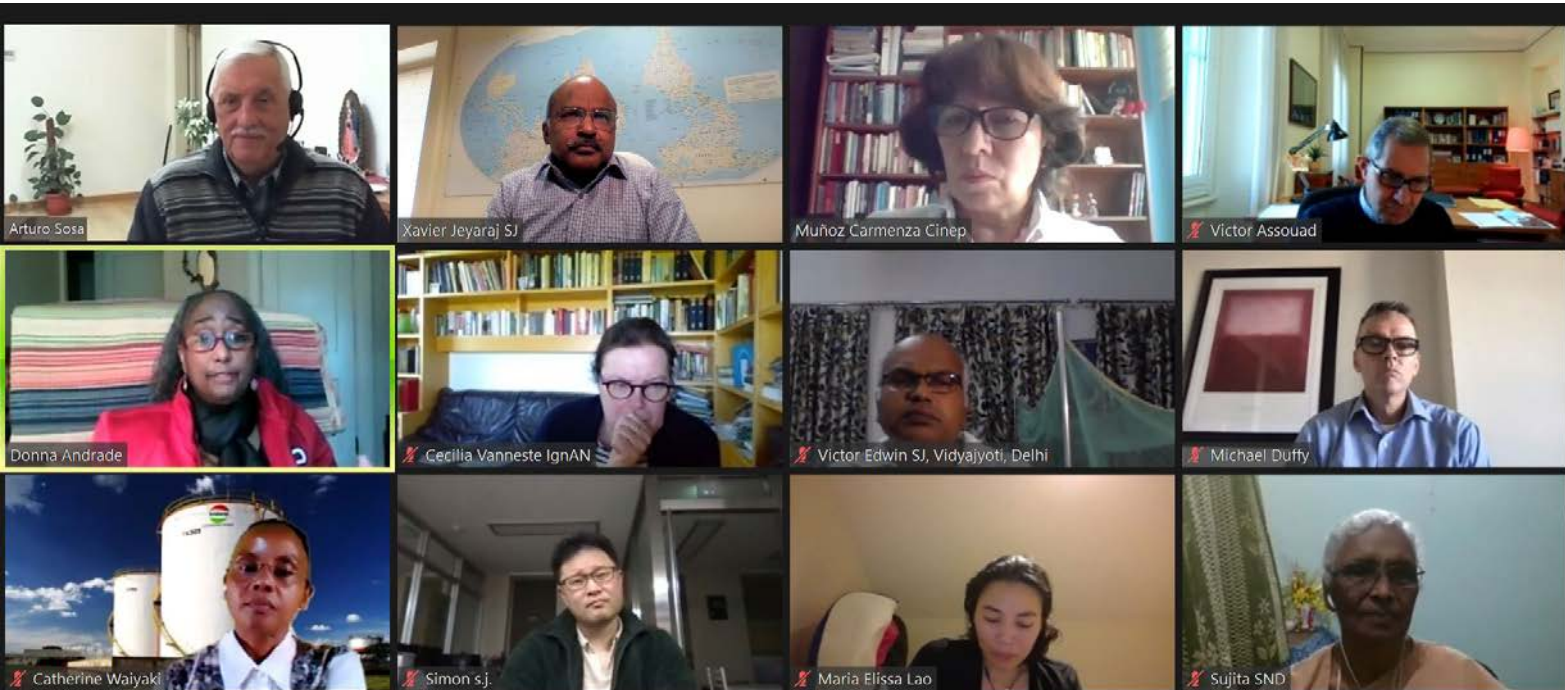 Arturo Sosa
Xavier Jeyaraj SJ
Muñoz Carmenza Cinep
Victor Assouad
Donna Andrade
Cecilia Vanneste IgnAN
Victor Edwin SJ, Vidyajyoti, Delhi
Michael Duffy
Catherine Waiyaki
Simon s.j.
Maria Elissa Lao
Sujita SND